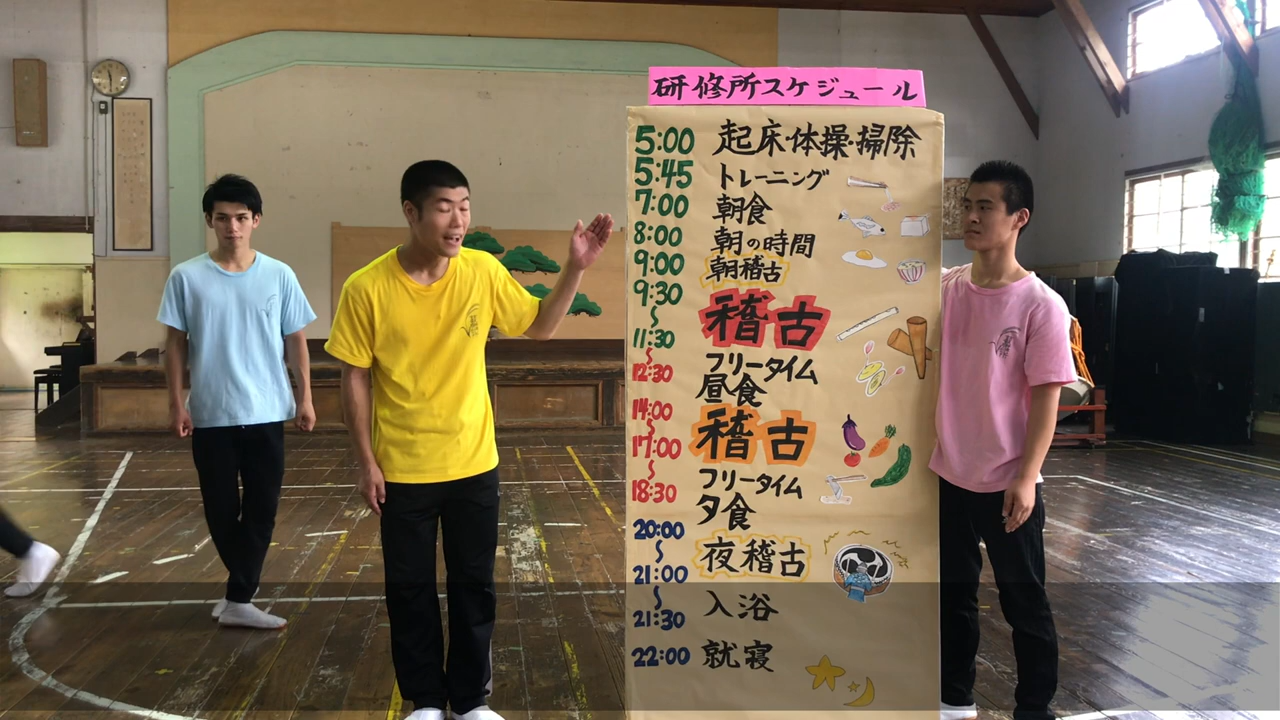 研修所スケジュール
5:00 起床・体操・掃除
5:45 トレーニング
7:00 朝食
8:00 朝の時間
9:00 朝稽古
9:30 稽古
〜
11:30 フリータイム
〜
12:30 昼食
14:00 稽古
〜
17:00 フリータイム
〜
18:30 夕食
20:00 夜稽古
〜
21:00 入浴
〜
21:30
22:00 就寝